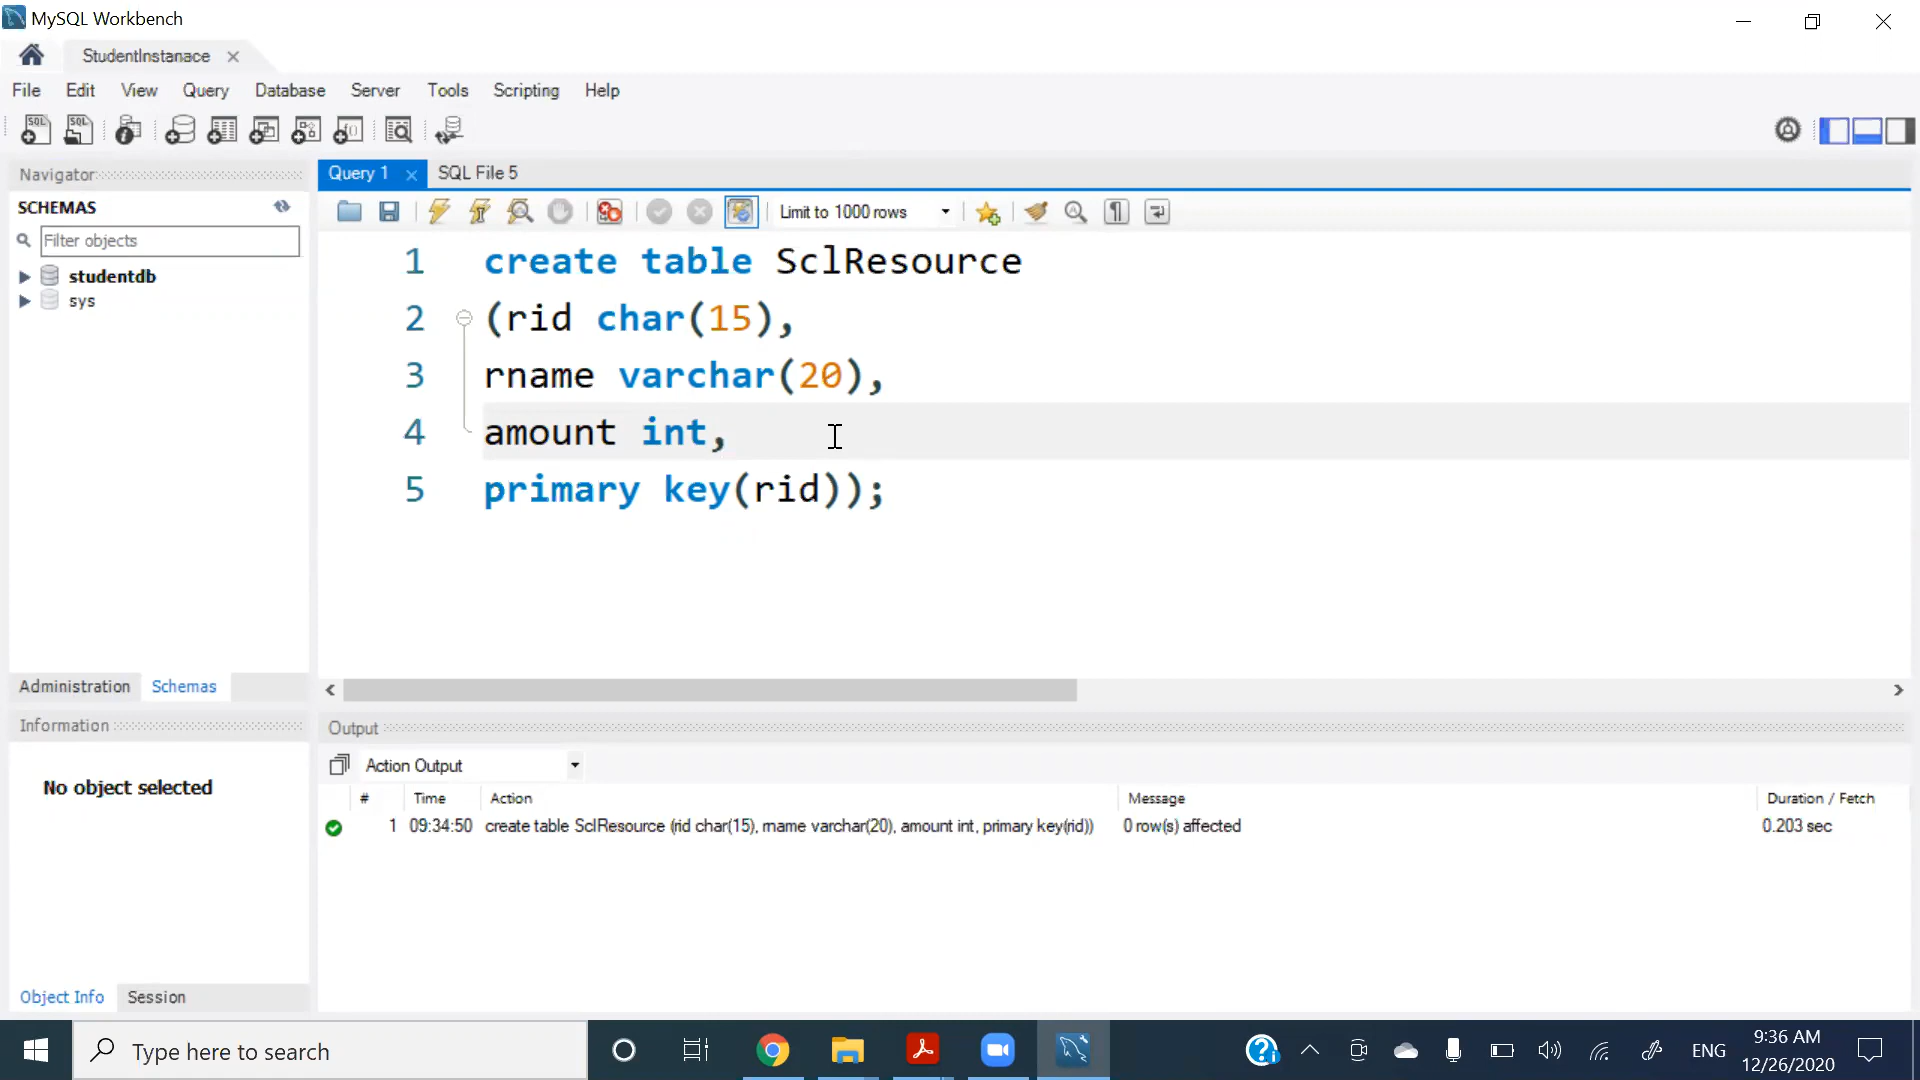 MySQL Workbench
StudentInstanace
File Edit View Query Database Server Tools Scripting Help
Navigator
Query 1 SQL File 5
SCHEMAS
Limit to 1000 rows
Filter objects
studentdb
sys
1 create table SclResource
2 (rid char(15),
3 rname varchar(20),
4 amount int,
5 primary key(rid));
Administration Schemas
Information
No object selected
Output
Action Output
# Time Action Message Duration / Fetch
1 09:34:50 create table SclResource (rid char(15), rname varchar(20), amount int, primary key(rid)) 0 row(s) affected 0.203 sec
Object Info Session
Type here to search
ENG
9:36 AM
12/26/2020